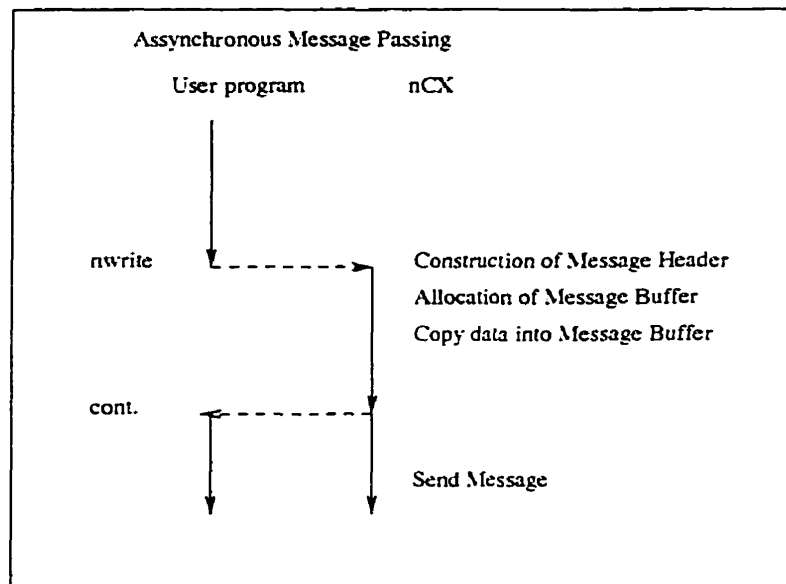 Assynchronous Message Passing
User program nCX
nwrite Construction of Message Header
Allocation of Message Buffer
Copy data into Message Buffer
cont.
Send Message